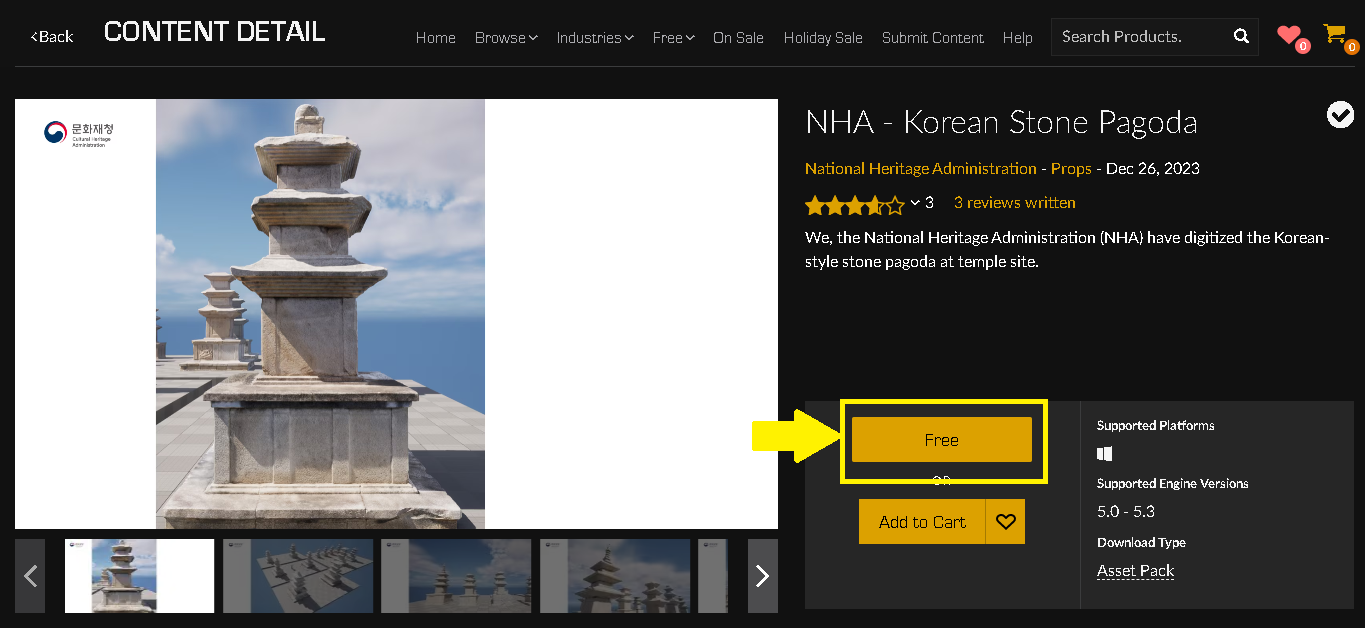 <Back
CONTENT DETAIL
Home Browse Industries Free On Sale Holiday Sale Submit Content Help
Search Products.
0
0
문화재청
Cultural Heritage
Administration
NHA - Korean Stone Pagoda
National Heritage Administration - Props - Dec 26, 2023
3 3 reviews written
We, the National Heritage Administration (NHA) have digitized the Korean-
style stone pagoda at temple site.
Free
OR
Add to Cart
Supported Platforms
Supported Engine Versions
5.0 - 5.3
Download Type
Asset Pack